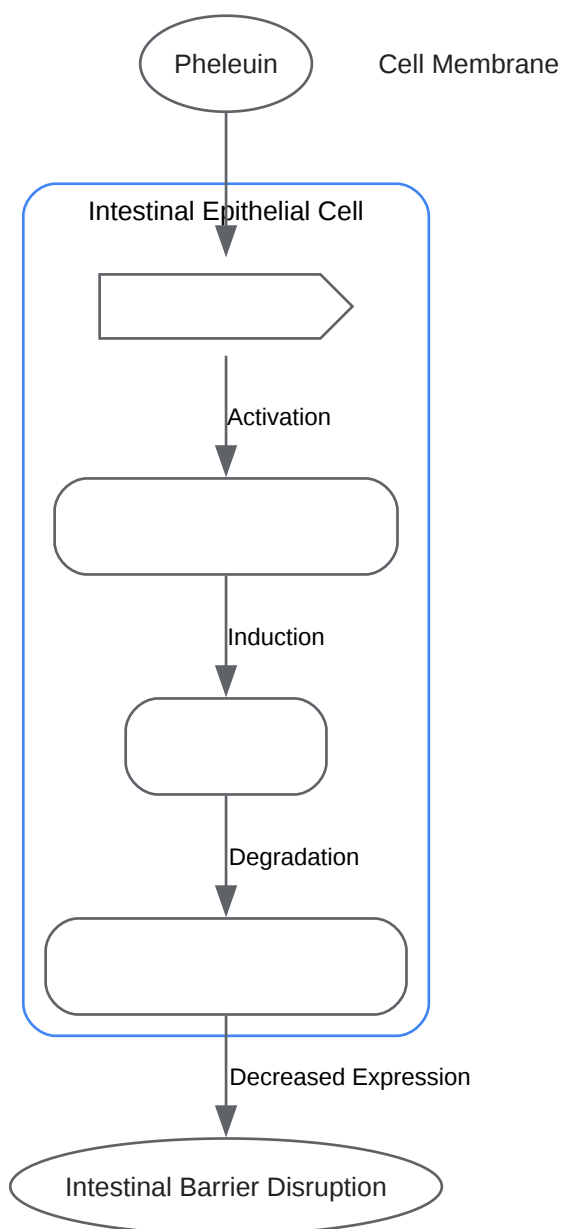 Pheleuin
Cell Membrane
Intestinal Epithelial Cell
Activation
Induction
Degradation
Decreased Expression
Intestinal Barrier Disruption